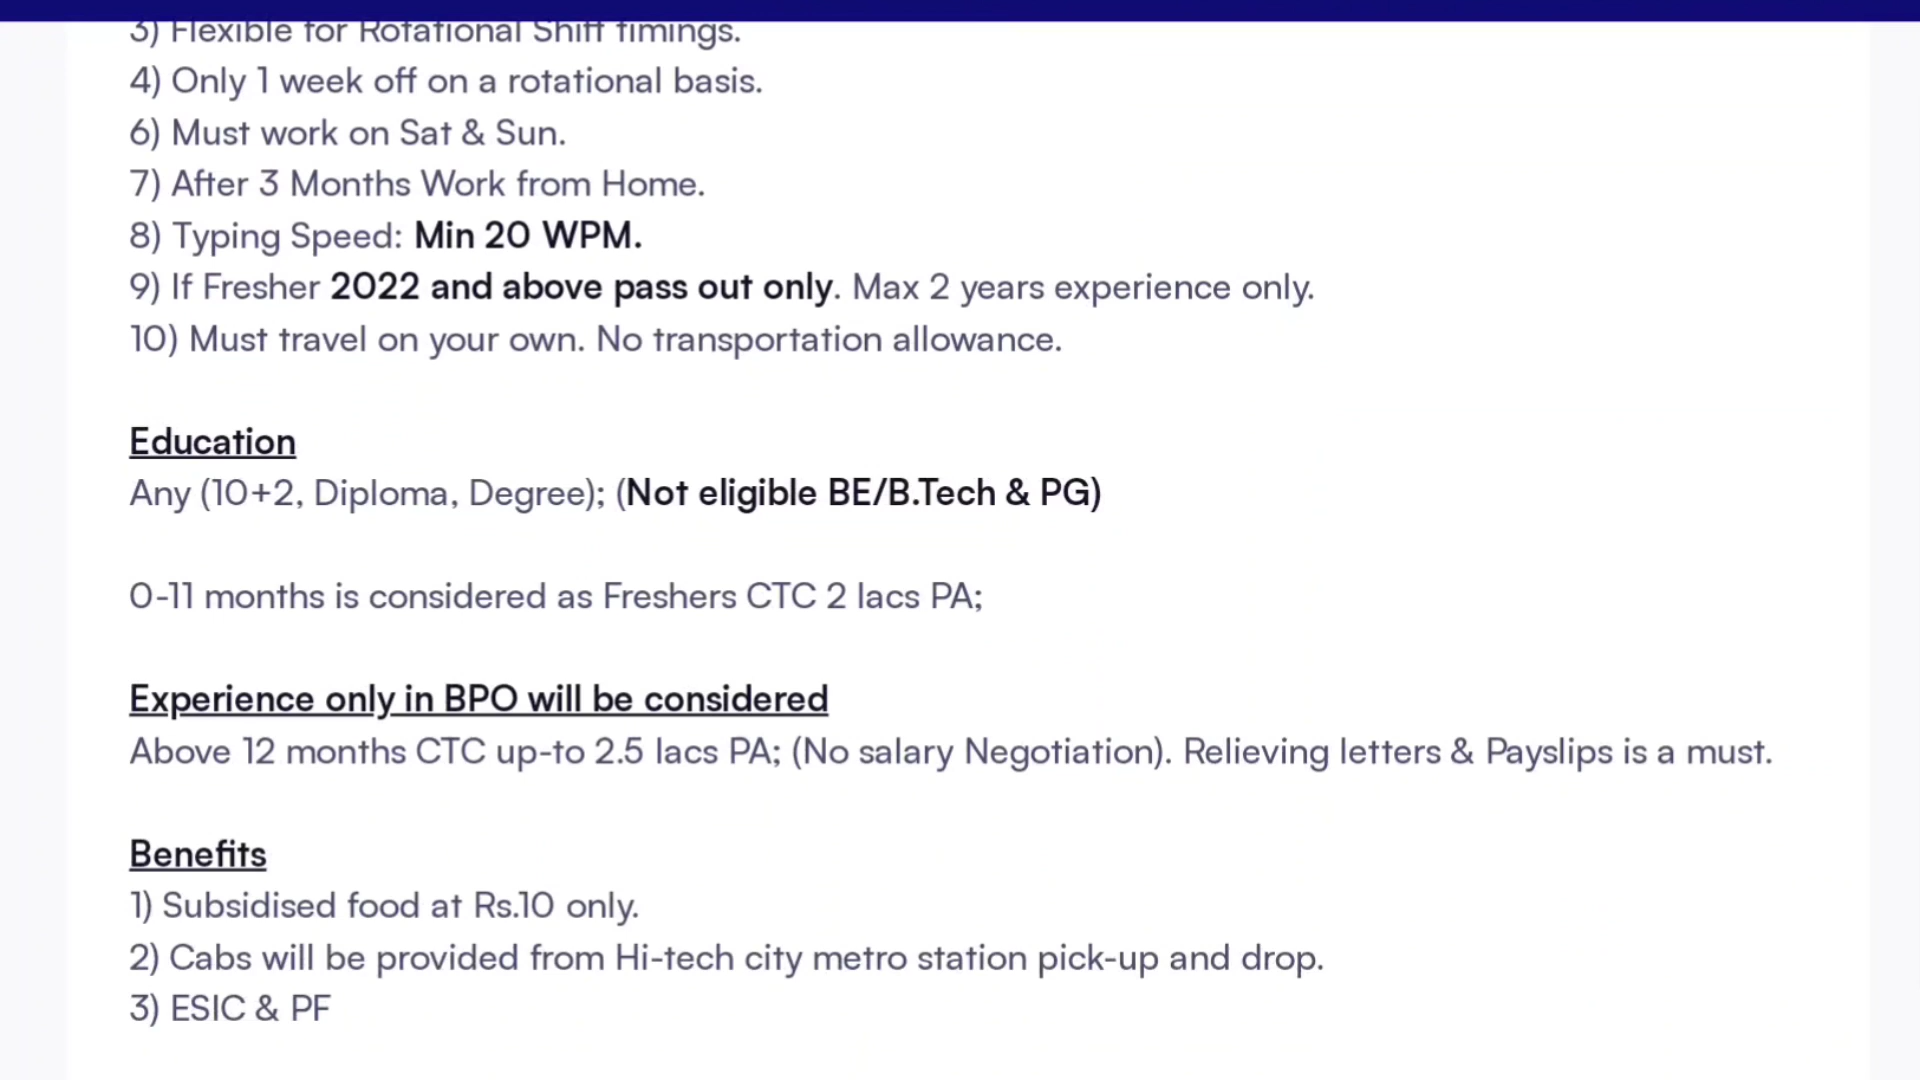 3) Flexible for Rotational Shift timings.
4) Only 1 week off on a rotational basis.
6) Must work on Sat & Sun.
7) After 3 Months Work from Home.
8) Typing Speed: Min 20 WPM.
9) If Fresher 2022 and above pass out only. Max 2 years experience only.
10) Must travel on your own. No transportation allowance.
Education
Any (10+2, Diploma, Degree); (Not eligible BE/B.Tech & PG)
0-11 months is considered as Freshers CTC 2 lacs PA;
Experience only in BPO will be considered
Above 12 months CTC up-to 2.5 lacs PA; (No salary Negotiation). Relieving letters & Payslips is a must.
Benefits
1) Subsidised food at Rs.10 only.
2) Cabs will be provided from Hi-tech city metro station pick-up and drop.
3) ESIC & PF